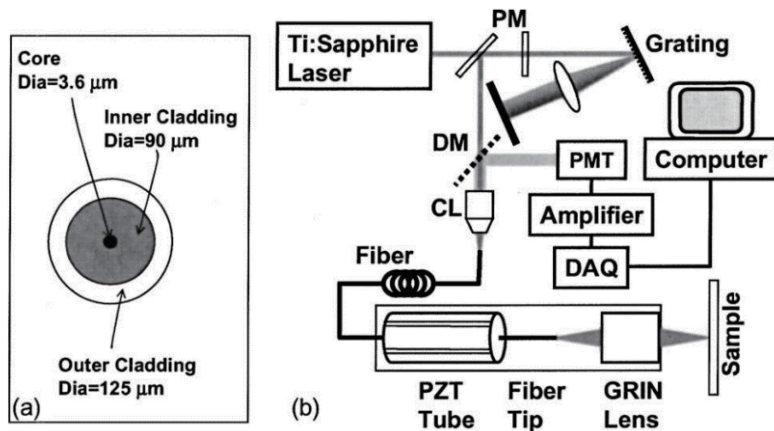 Core
Dia=3.6 μm
Inner Cladding
Dia=90 μm
Outer Cladding
Dia=125 μm
(a)
Ti:Sapphire
Laser
PM
Grating
DM
PMT
Computer
CL
Amplifier
Fiber
DAQ
Sample
(b)
PZT
Tube
Fiber
Tip
GRIN
Lens